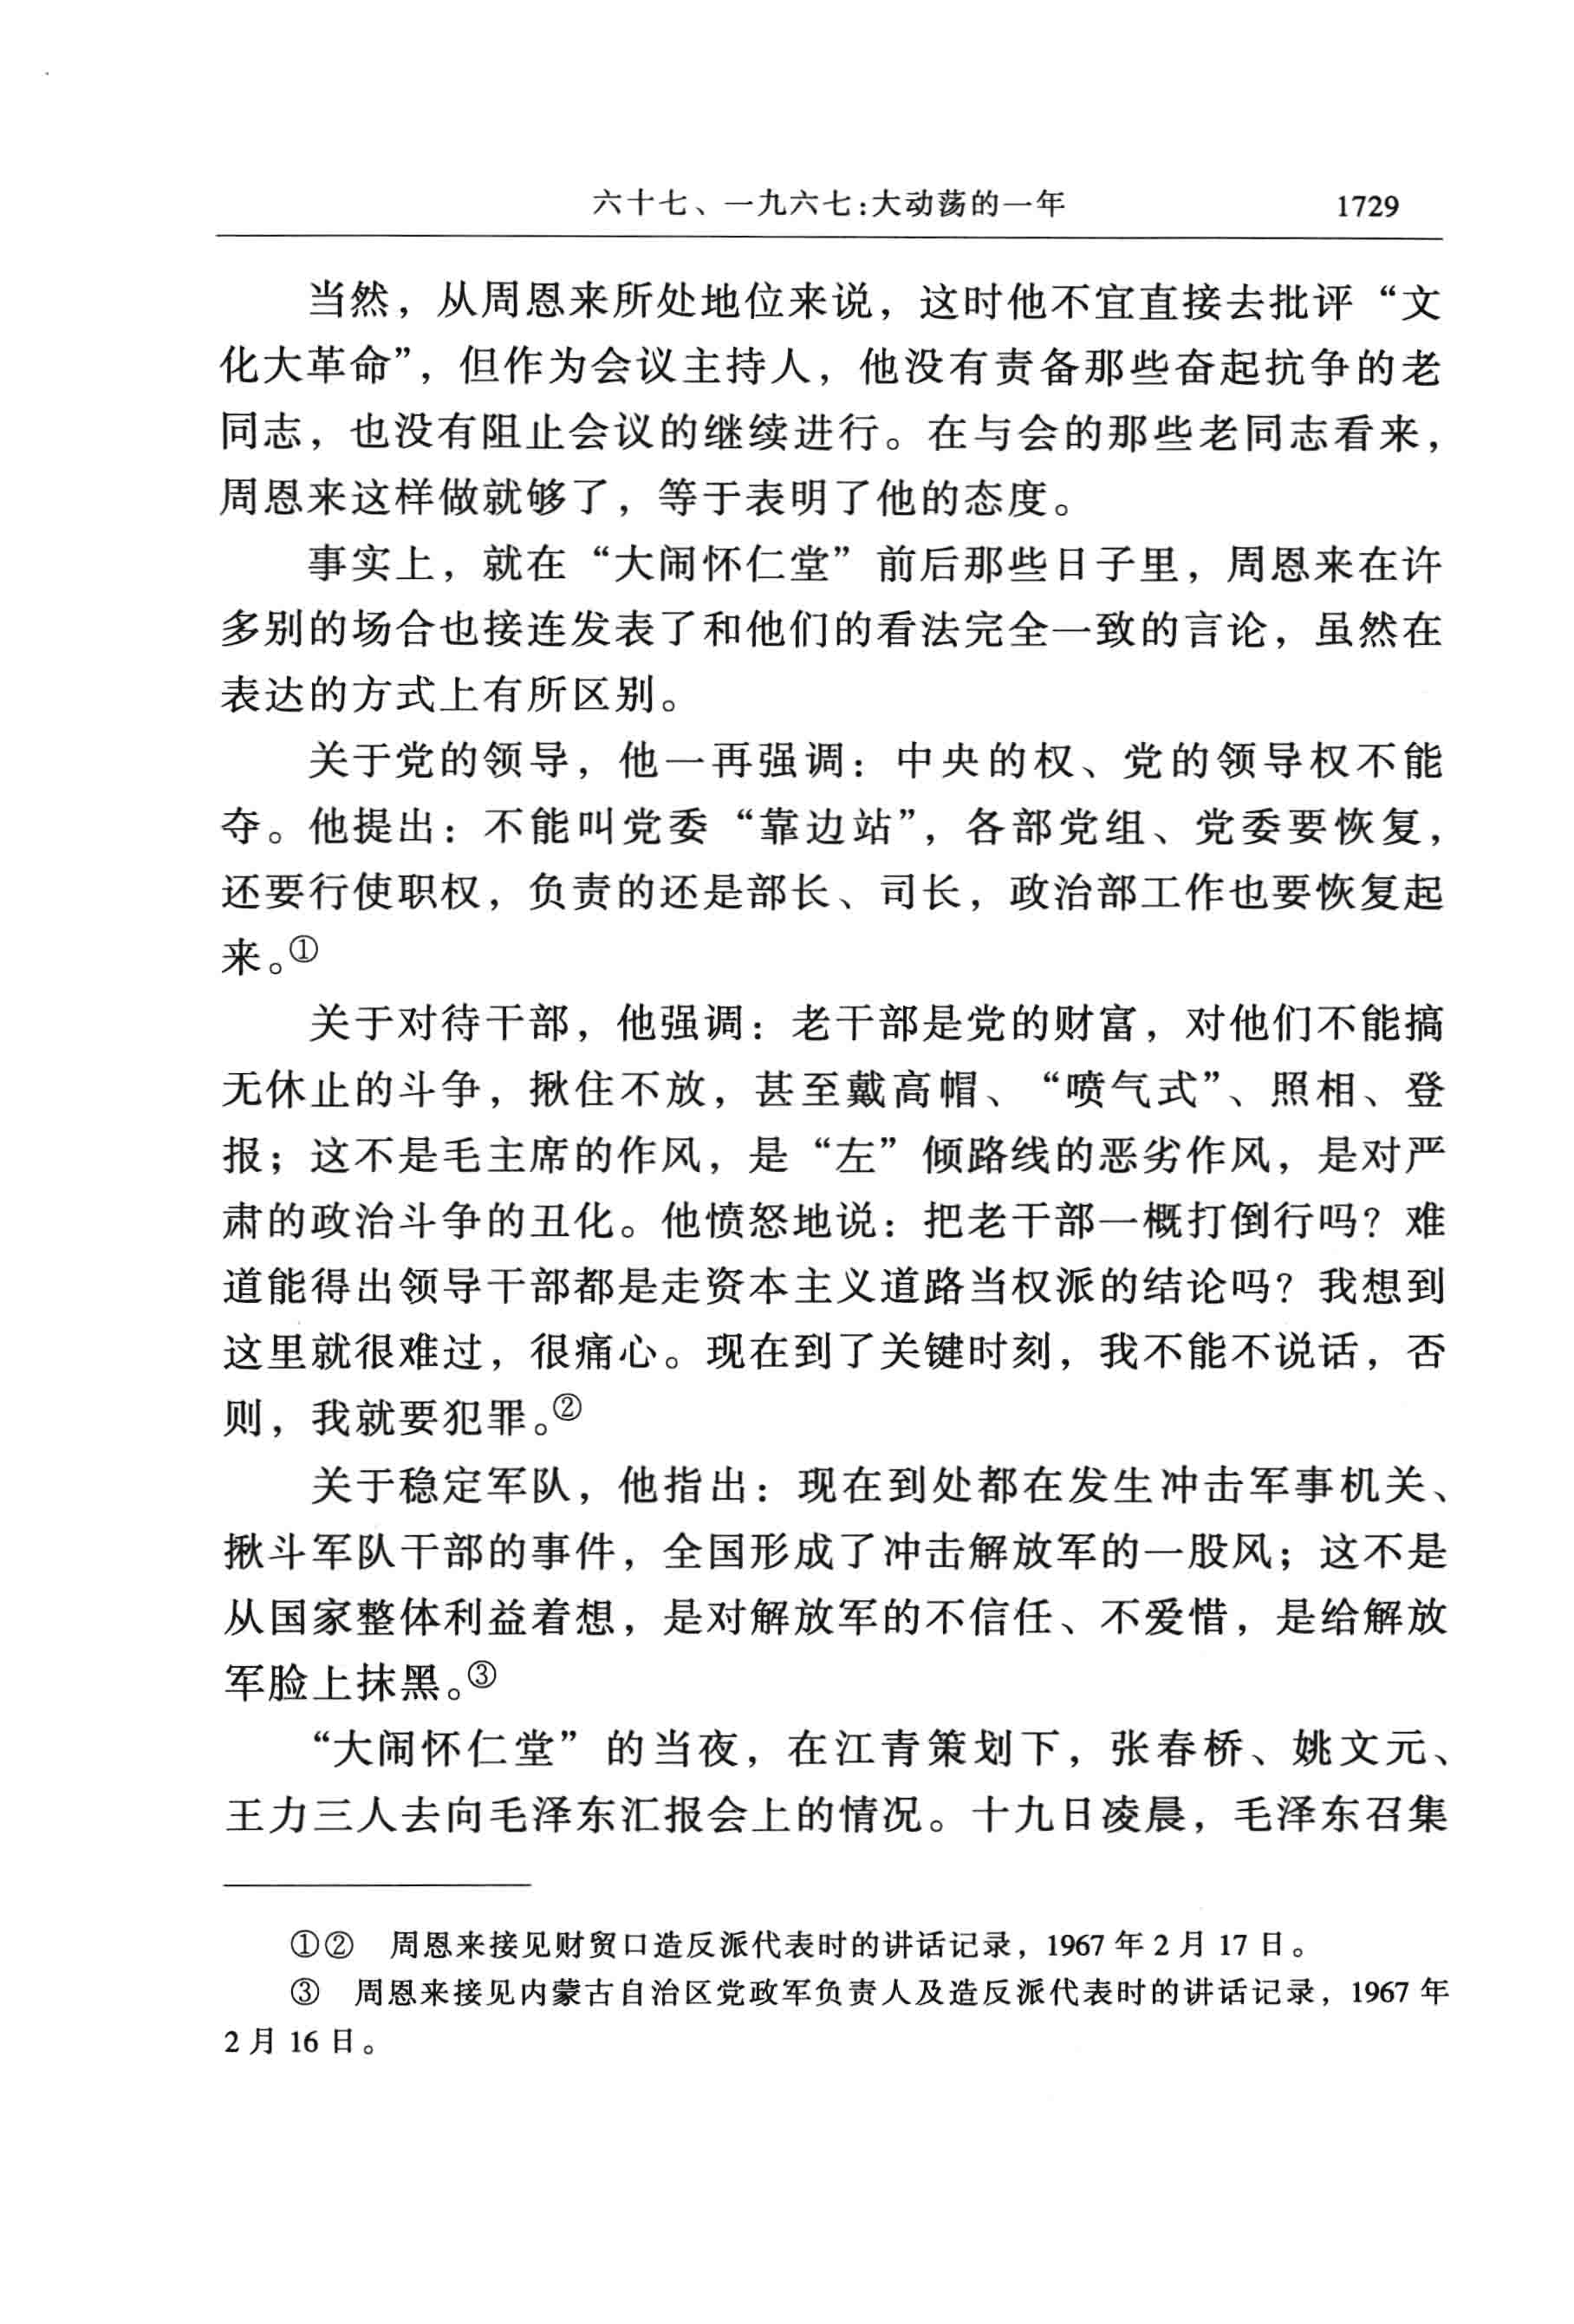 六十七、一九六七:大动荡的一年 1729
当然，从周恩来所处地位来说，这时他不宜直接去批评“文
化大革命”，但作为会议主持人，他没有责备那些奋起抗争的老
同志，也没有阻止会议的继续进行。在与会的那些老同志看来，
周恩来这样做就够了，等于表明了他的态度。
事实上，就在“大闹怀仁堂”前后那些日子里，周恩来在许
多别的场合也接连发表了和他们的看法完全一致的言论，虽然在
表达的方式上有所区别。
关于党的领导，他一再强调：中央的权、党的领导权不能
夺。他提出：不能叫党委“靠边站”，各部党组、党委要恢复，
还要行使职权，负责的还是部长、司长，政治部工作也要恢复起
来。①
关于对待干部，他强调：老干部是党的财富，对他们不能搞
无休止的斗争，揪住不放，甚至戴高帽、“喷气式”、照相、登
报；这不是毛主席的作风，是“左”倾路线的恶劣作风，是对严
肃的政治斗争的丑化。他愤怒地说：把老干部一概打倒行吗？难
道能得出领导干部都是走资本主义道路当权派的结论吗？我想到
这里就很难过，很痛心。现在到了关键时刻，我不能不说话，否
则，我就要犯罪。②
关于稳定军队，他指出：现在到处都在发生冲击军事机关、
揪斗军队干部的事件，全国形成了冲击解放军的一股风；这不是
从国家整体利益着想，是对解放军的不信任、不爱惜，是给解放
军脸上抹黑。③
“大闹怀仁堂”的当夜，在江青策划下，张春桥、姚文元、
王力三人去向毛泽东汇报会上的情况。十九日凌晨，毛泽东召集
①② 周恩来接见财贸口造反派代表时的讲话记录，1967 年 2 月 17 日。
③ 周恩来接见内蒙古自治区党政军负责人及造反派代表时的讲话记录，1967 年
2 月 16 日。